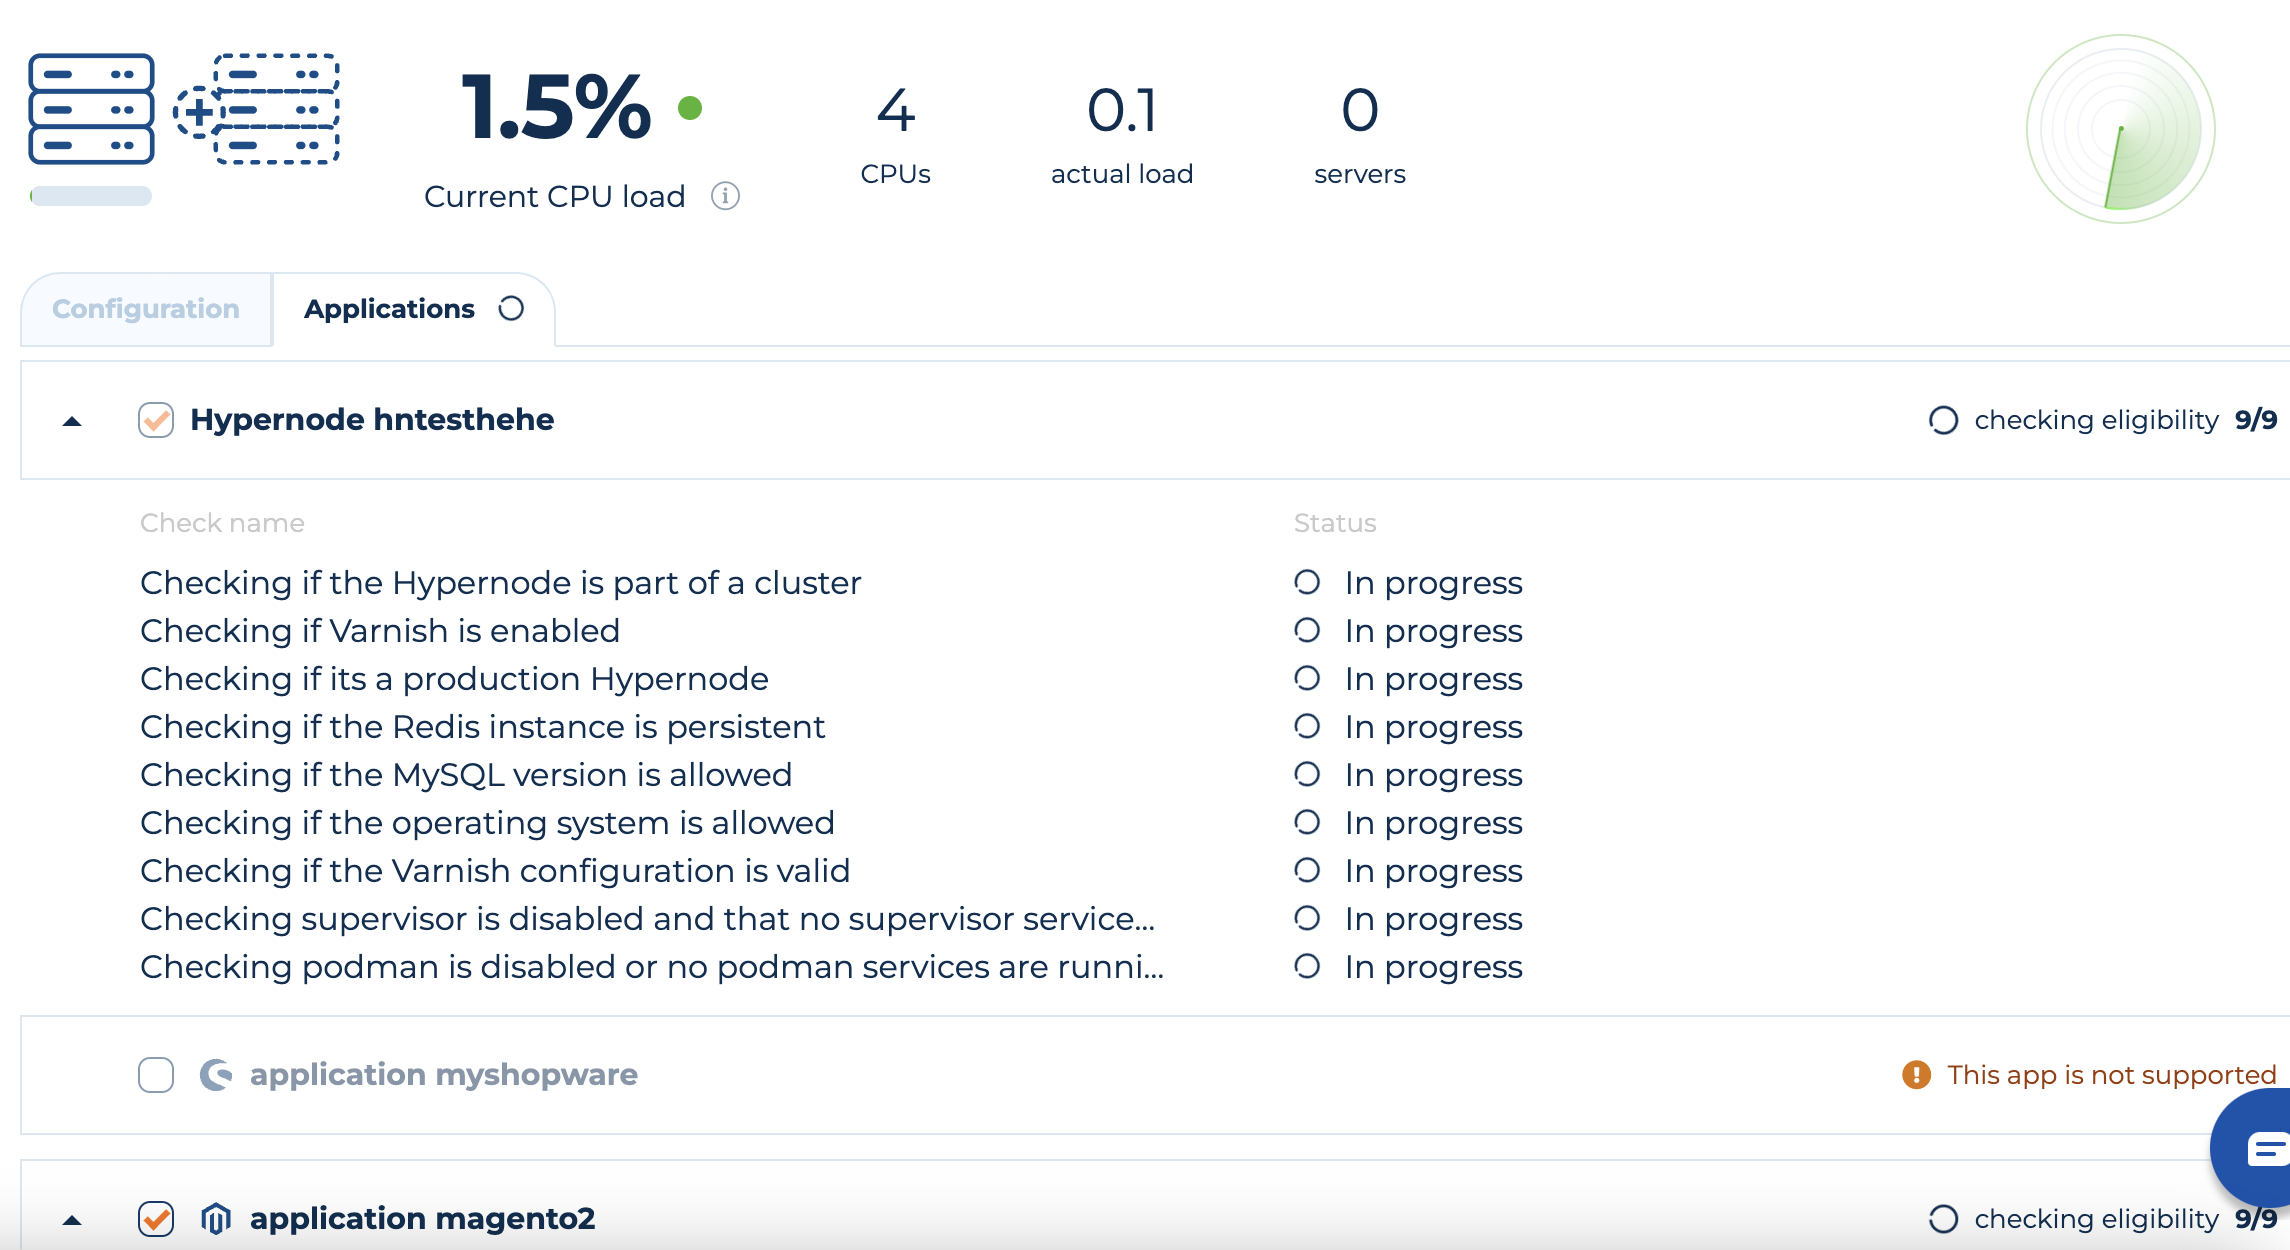 1.5%
Current CPU load
4
CPUs
0.1
actual load
0
servers
Configuration
Applications
Hypernode hntesthehe
checking eligibility 9/9
Check name Status
Checking if the Hypernode is part of a cluster In progress
Checking if Varnish is enabled In progress
Checking if its a production Hypernode In progress
Checking if the Redis instance is persistent In progress
Checking if the MySQL version is allowed In progress
Checking if the operating system is allowed In progress
Checking if the Varnish configuration is valid In progress
Checking supervisor is disabled and that no supervisor service... In progress
Checking podman is disabled or no podman services are runni... In progress
application myshopware This app is not supported
application magento2 checking eligibility 9/9